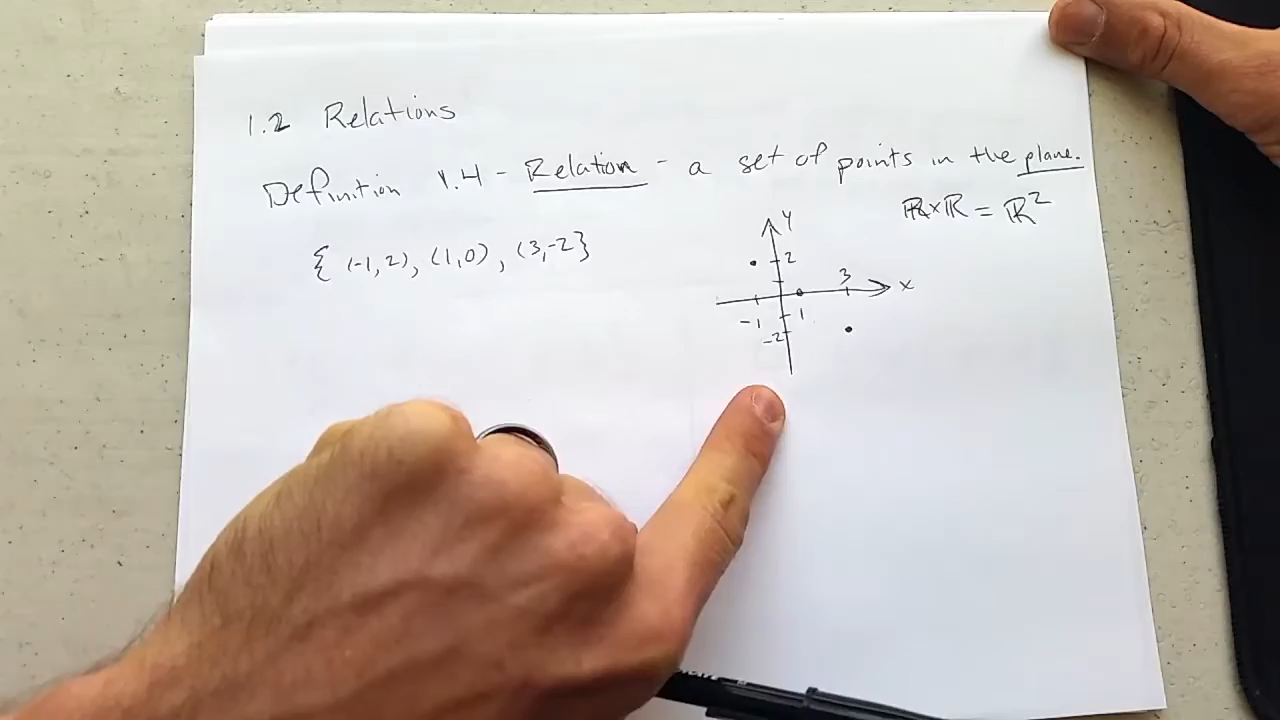 1.2 Relations
Definition 1.4 - Relation - a set of points in the plane.
R×R = ℝ²
{ (-1,2), (1,0), (3,-2}
y
2
3
x
-1
1
-2